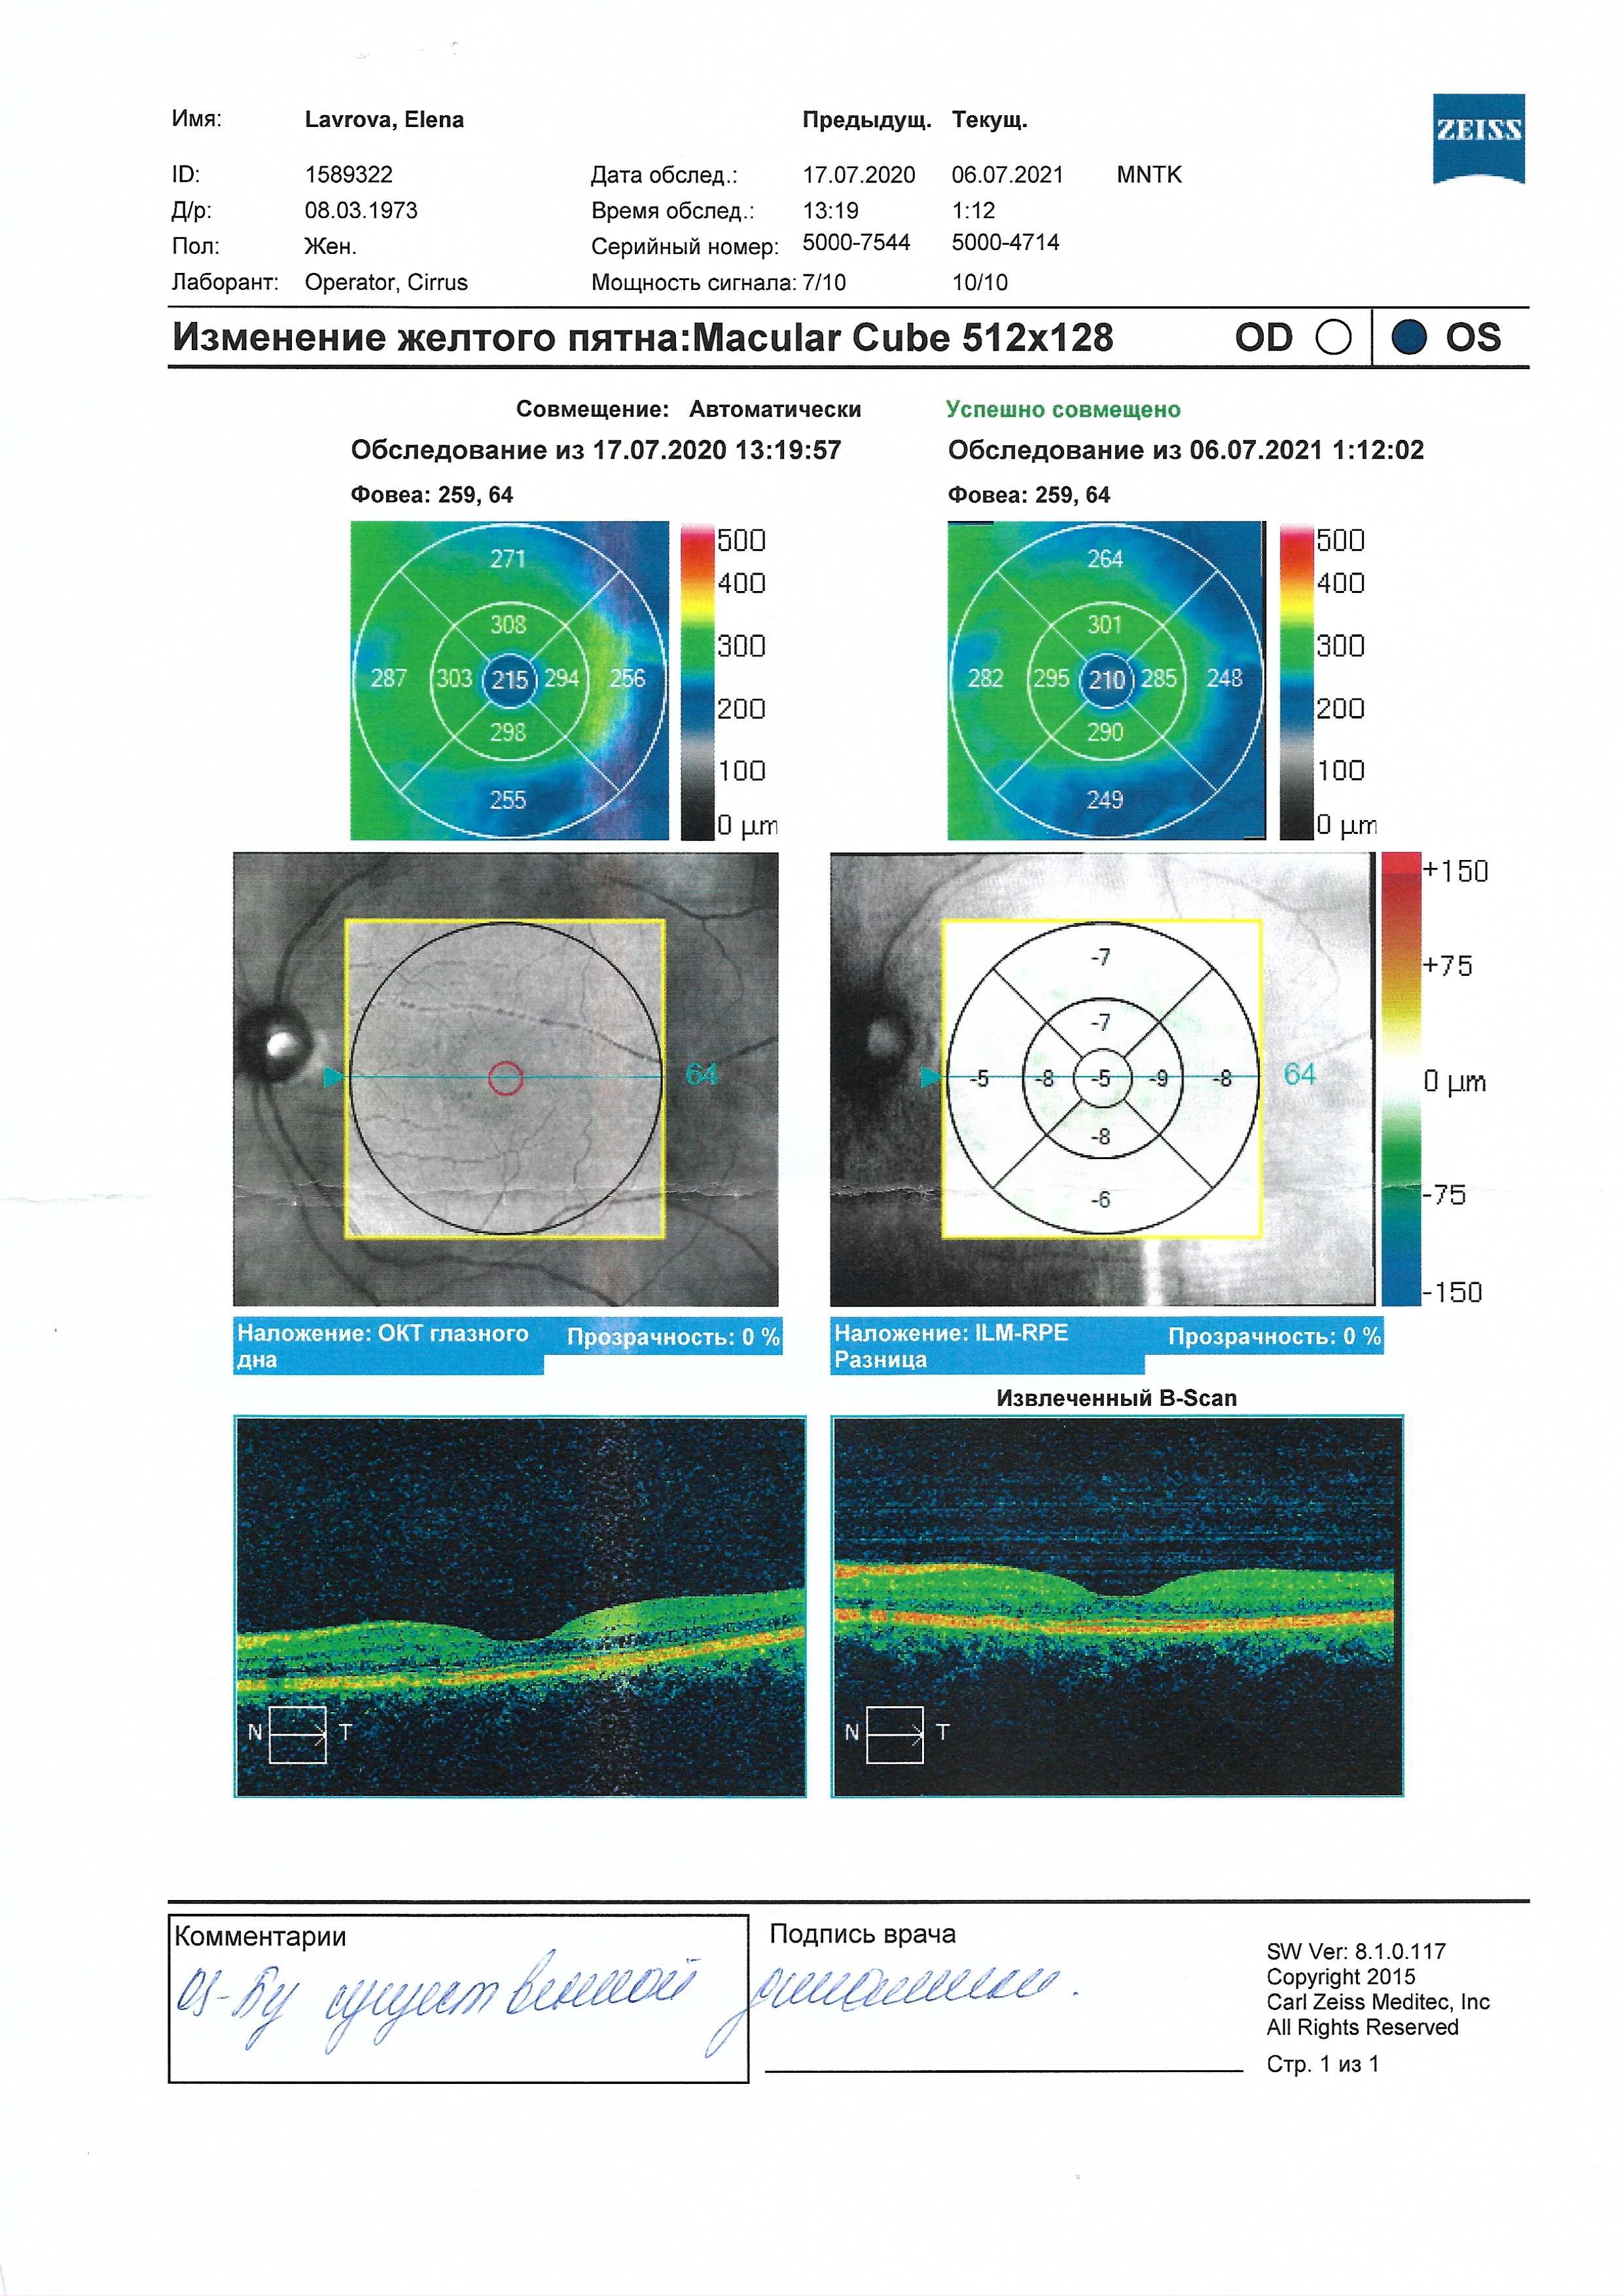 Имя: Lavrova, Elena Предыдущ. Текущ.
ZEISS
ID: 1589322 Дата обслед.: 17.07.2020 06.07.2021 MNTK
Д/р: 08.03.1973 Время обслед.: 13:19 1:12
Пол: Жен. Серийный номер: 5000-7544 5000-4714
Лаборант: Operator, Cirrus Мощность сигнала: 7/10 10/10
Изменение желтого пятна:Macular Cube 512x128 OD OS
Совмещение: Автоматически Успешно совмещено
Обследование из 17.07.2020 13:19:57 Обследование из 06.07.2021 1:12:02
Фовеа: 259, 64 Фовеа: 259, 64
271
308
287 303 215 294 256
298
255
500
400
300
200
100
0 µm
264
301
282 295 210 285 248
290
249
500
400
300
200
100
0 µm
64
-7
-7
-5 -8 -5 -9 -8 64
-8
-6
+150
+75
0 µm
-75
-150
Наложение: ОКТ глазного дна Прозрачность: 0 %
Наложение: ILM-RPE Разница Прозрачность: 0 %
Извлеченный B-Scan
N T
N T
Комментарии
Подпись врача
OS-Бу существенной динамики.
SW Ver: 8.1.0.117
Copyright 2015
Carl Zeiss Meditec, Inc
All Rights Reserved
Стр. 1 из 1